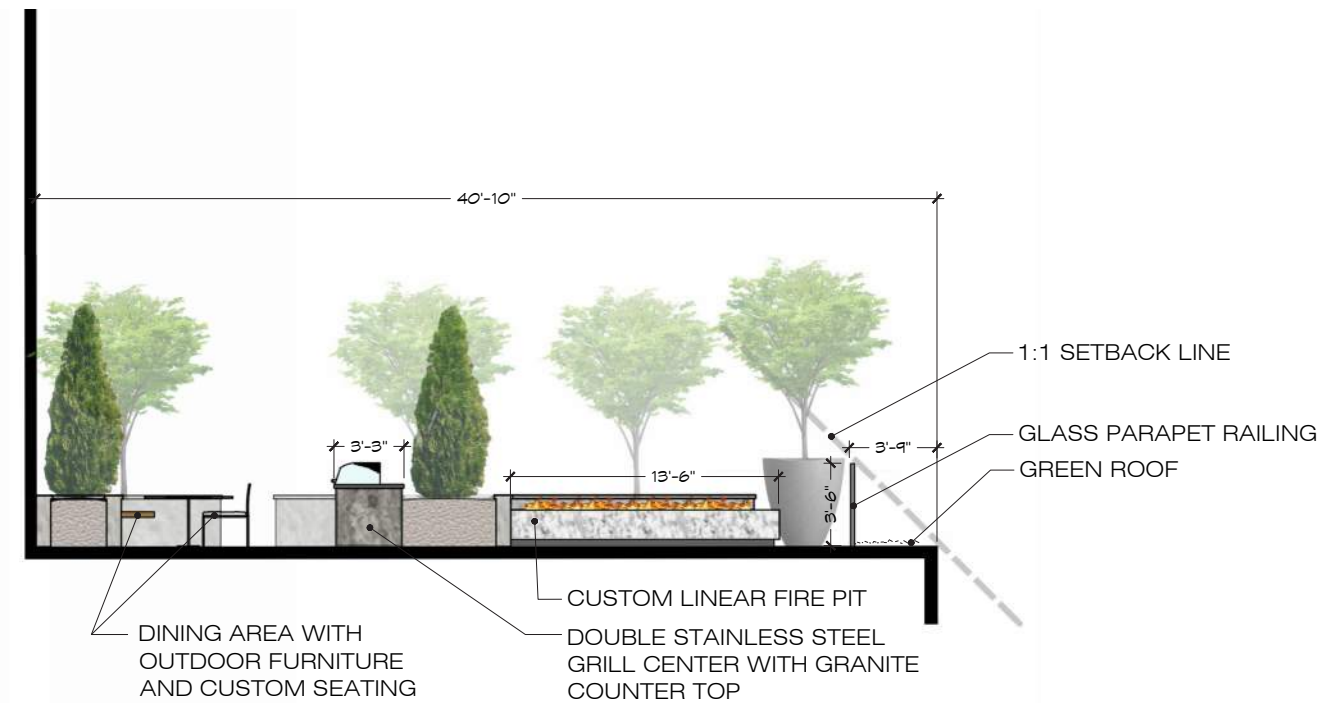 40'-10"
1:1 SETBACK LINE
GLASS PARAPET RAILING
3'-3"
3'-9"
GREEN ROOF
13'-6"
3'-6"
CUSTOM LINEAR FIRE PIT
DINING AREA WITH
OUTDOOR FURNITURE
AND CUSTOM SEATING
DOUBLE STAINLESS STEEL
GRILL CENTER WITH GRANITE
COUNTER TOP